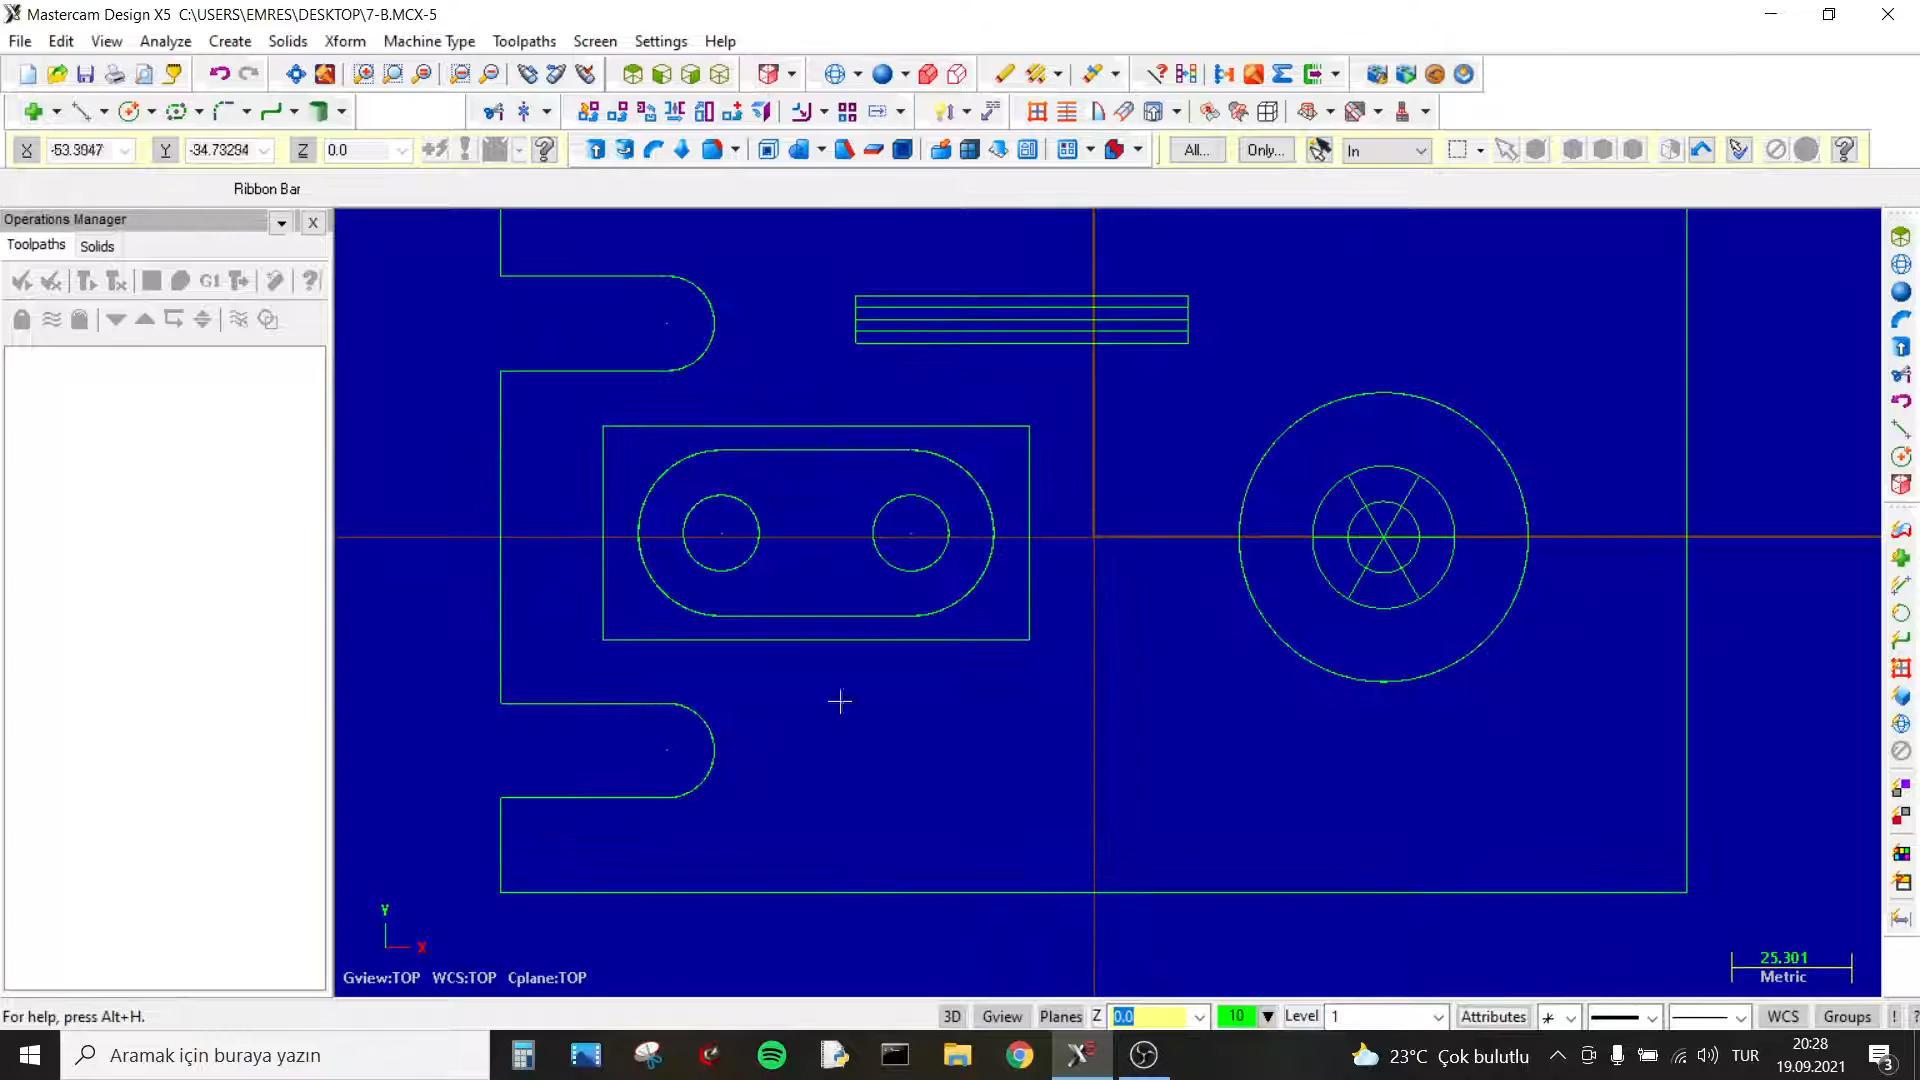 Mastercam Design X5 C:\USERS\EMRES\DESKTOP\7-B.MCX-5
File Edit View Analyze Create Solids Xform Machine Type Toolpaths Screen Settings Help
X -53.3947 Y -34.73294 Z 0.0 All... Only... In
Ribbon Bar
Operations Manager
Toolpaths Solids
G1
Y
X
Gview:TOP WCS:TOP Cplane:TOP
25.301
Metric
For help, press Alt+H. 3D Gview Planes Z 0,0 10 Level 1 Attributes WCS Groups ! ?
Aramak için buraya yazın 23°C Çok bulutlu TUR 20:28
19.09.2021 3